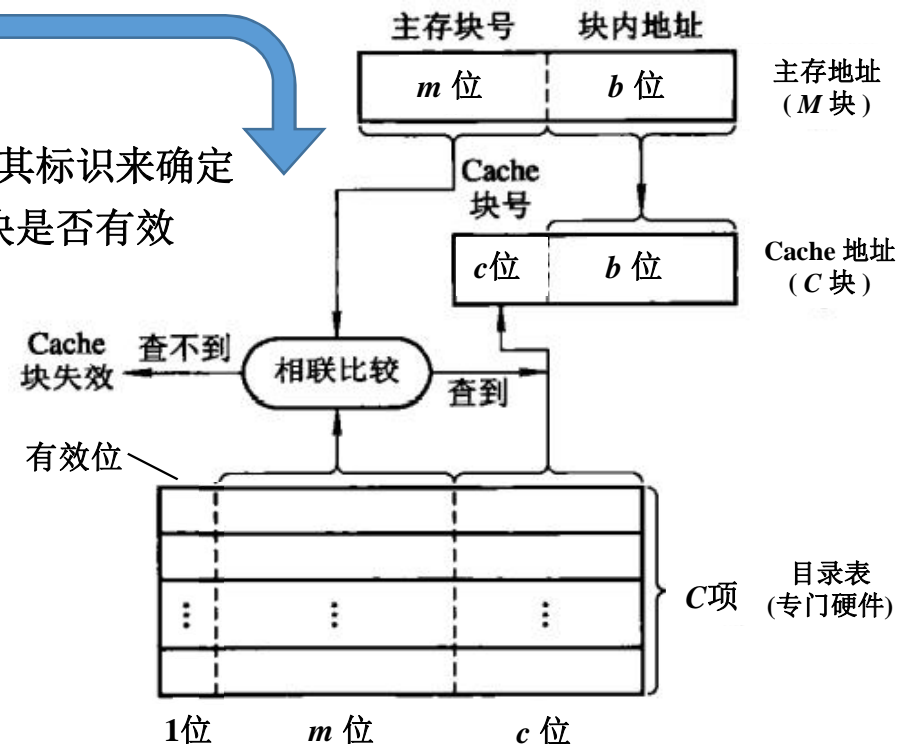 主存块号 块内地址
m 位 b 位
主存地址
( M 块 )
其标识来确定
块是否有效
Cache
块号
c位 b 位
Cache 地址
( C 块 )
Cache
块失效
查不到
相联比较
查到
有效位
⋮ ⋮ ⋮
C项
目录表
(专门硬件)
1位 m 位 c 位